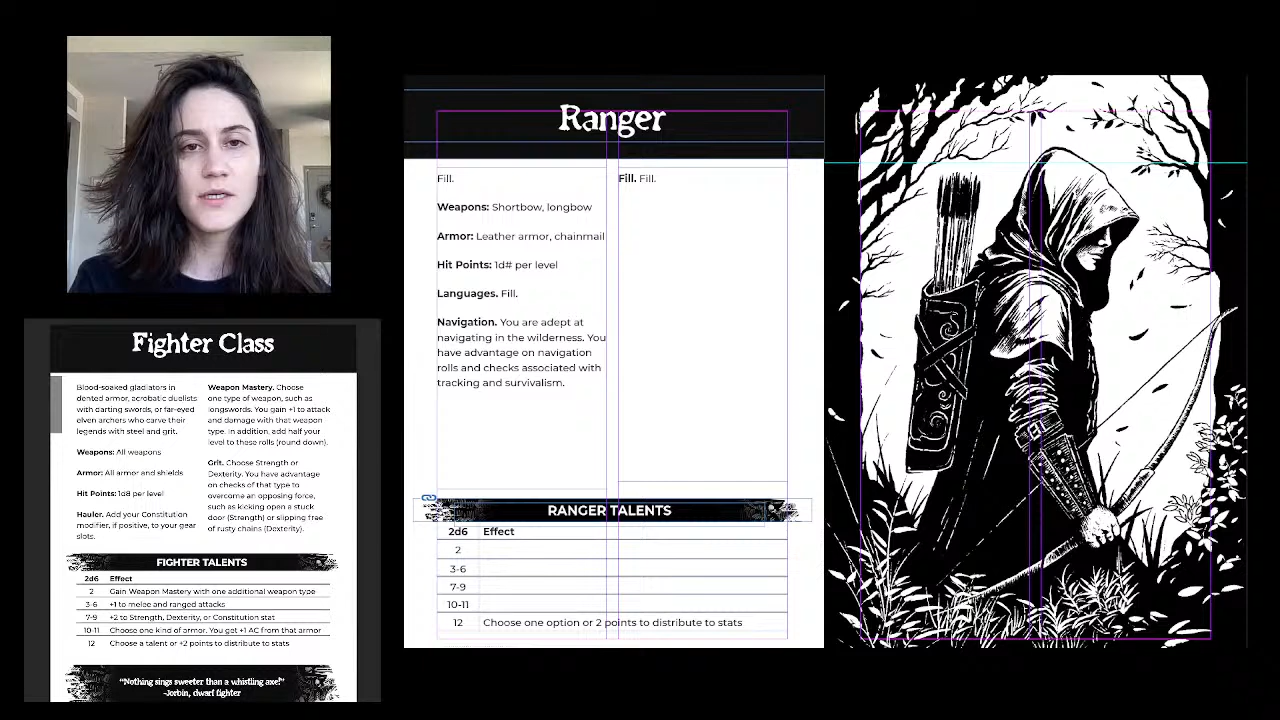 Ranger
Fill.
Weapons: Shortbow, longbow
Armor: Leather armor, chainmail
Hit Points: 1d# per level
Languages. Fill.
Navigation. You are adept at
navigating in the wilderness. You
have advantage on navigation
rolls and checks associated with
tracking and survivalism.
Fill. Fill.
RANGER TALENTS
2d6 Effect
2
3-6
7-9
10-11
12 Choose one option or 2 points to distribute to stats
Fighter Class
Blood-soaked gladiators in
dented armor, acrobatic duelists
with darting swords, or far-eyed
elven archers who carve their
legends with steel and grit.
Weapons: All weapons
Armor: All armor and shields
Hit Points: 1d8 per level
Hauler. Add your Constitution
modifier, if positive, to your gear
slots.
Weapon Mastery. Choose
one type of weapon, such as
longswords. You gain +1 to attack
and damage with that weapon
type. In addition, add half your
level to these rolls (round down).
Grit. Choose Strength or
Dexterity. You have advantage
on checks of that type to
overcome an opposing force,
such as kicking open a stuck
door (Strength) or slipping free
of rusty chains (Dexterity).
FIGHTER TALENTS
2d6 Effect
2 Gain Weapon Mastery with one additional weapon type
3-6 +1 to melee and ranged attacks
7-9 +2 to Strength, Dexterity, or Constitution stat
10-11 Choose one kind of armor. You get +1 AC from that armor
12 Choose a talent or +2 points to distribute to stats
"Nothing sings sweeter than a whistling axe!"
-Jorbin, dwarf fighter